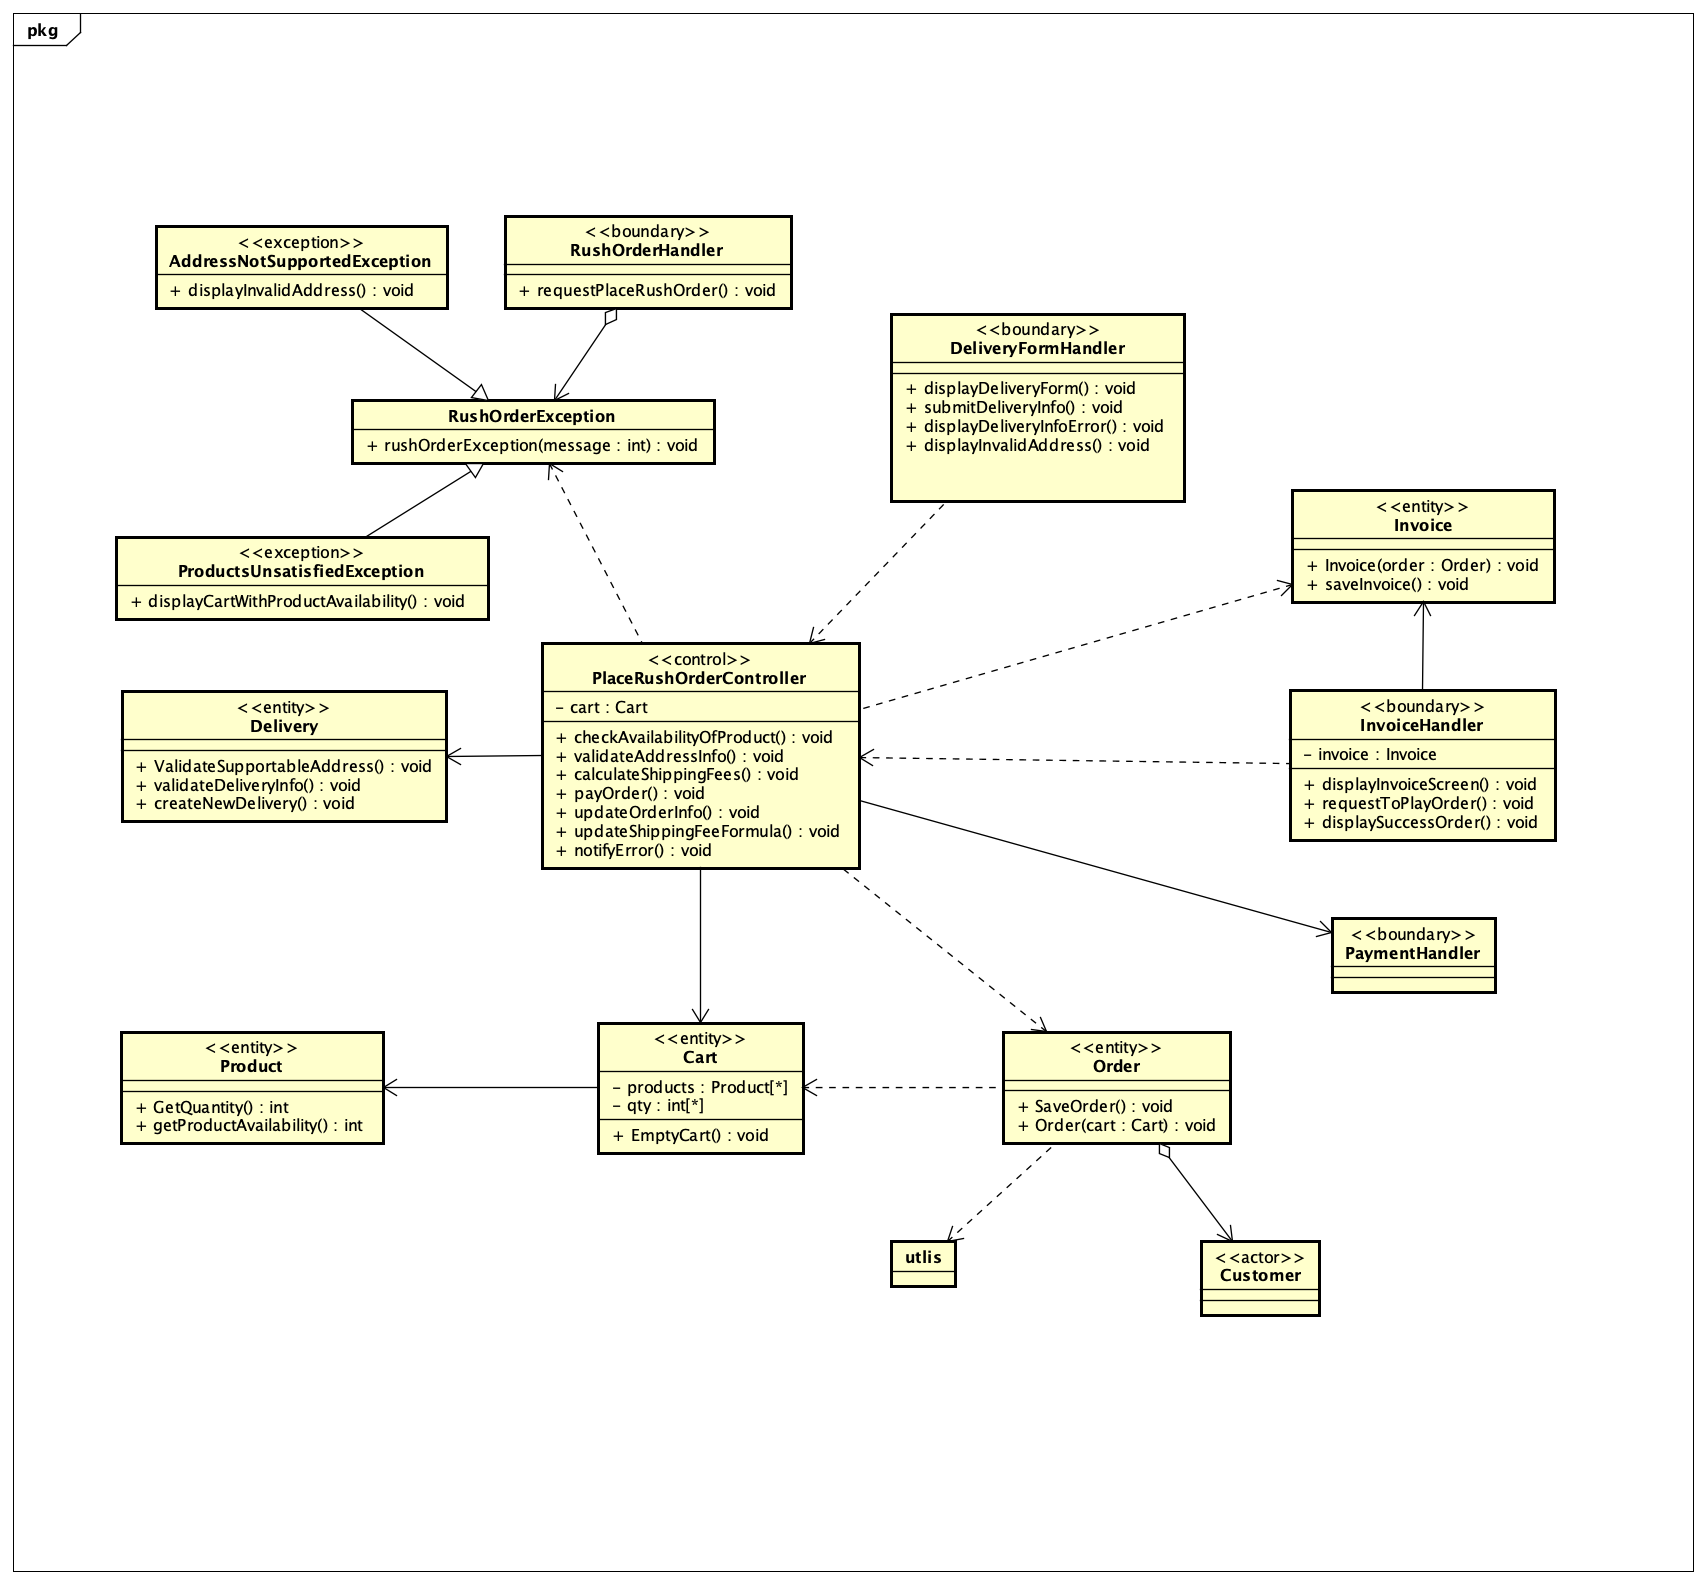 pkg
<<exception>>
AddressNotSupportedException
+ displayInvalidAddress() : void
<<boundary>>
RushOrderHandler
+ requestPlaceRushOrder() : void
<<boundary>>
DeliveryFormHandler
+ displayDeliveryForm() : void
+ submitDeliveryInfo() : void
+ displayDeliveryInfoError() : void
+ displayInvalidAddress() : void
RushOrderException
+ rushOrderException(message : int) : void
<<exception>>
ProductsUnsatisfiedException
+ displayCartWithProductAvailability() : void
<<entity>>
Invoice
+ Invoice(order : Order) : void
+ saveInvoice() : void
<<control>>
PlaceRushOrderController
- cart : Cart
+ checkAvailabilityOfProduct() : void
+ validateAddressInfo() : void
+ calculateShippingFees() : void
+ payOrder() : void
+ updateOrderInfo() : void
+ updateShippingFeeFormula() : void
+ notifyError() : void
<<entity>>
Delivery
+ ValidateSupportableAddress() : void
+ validateDeliveryInfo() : void
+ createNewDelivery() : void
<<boundary>>
InvoiceHandler
- invoice : Invoice
+ displayInvoiceScreen() : void
+ requestToPlayOrder() : void
+ displaySuccessOrder() : void
<<boundary>>
PaymentHandler
<<entity>>
Product
+ GetQuantity() : int
+ getProductAvailability() : int
<<entity>>
Cart
- products : Product[*]
- qty : int[*]
+ EmptyCart() : void
<<entity>>
Order
+ SaveOrder() : void
+ Order(cart : Cart) : void
utlis
<<actor>>
Customer